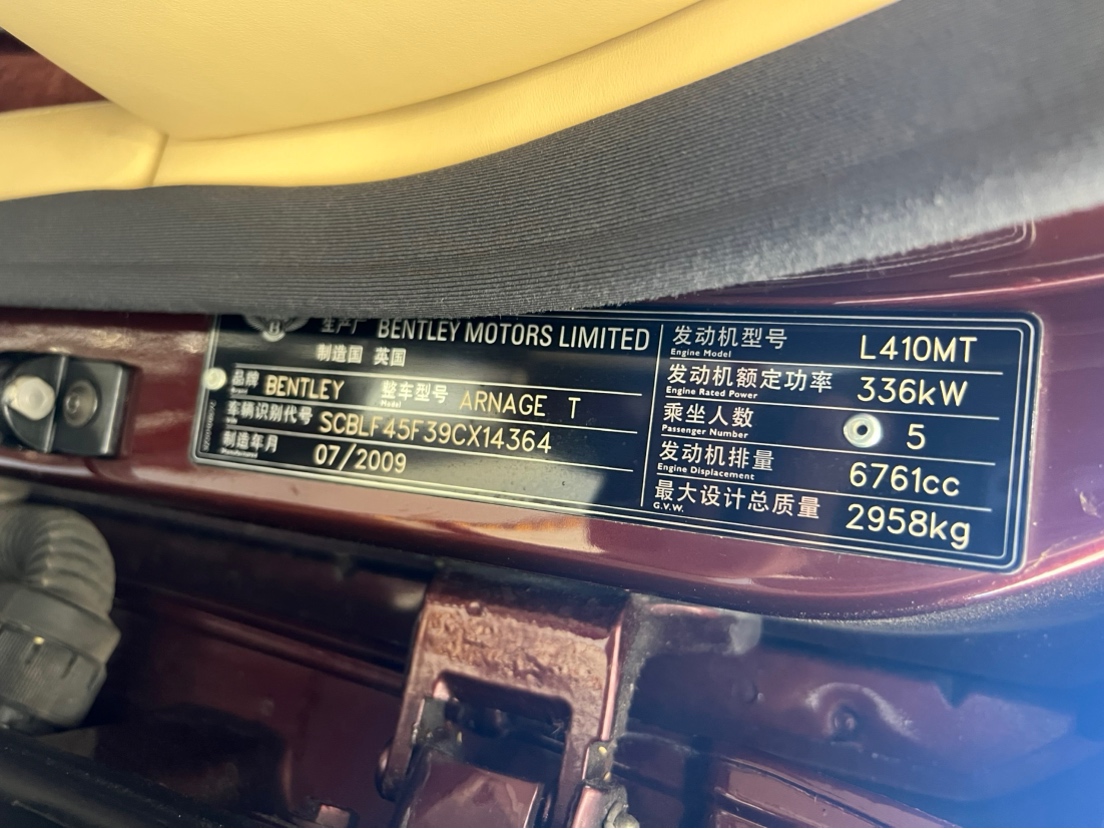 B
生产厂 BENTLEY MOTORS LIMITED
制造国 英国
品牌 BENTLEY 整车型号 ARNAGE T
Model
车辆识别代号 SCBLF45F39CX14364
制造年月 07/2009
发动机型号 L410MT
Engine Model
发动机额定功率 336kW
Engine Rated Power
乘坐人数 5
Passenger Number
发动机排量 6761cc
Engine Displacement
最大设计总质量 2958kg
G.V.W.